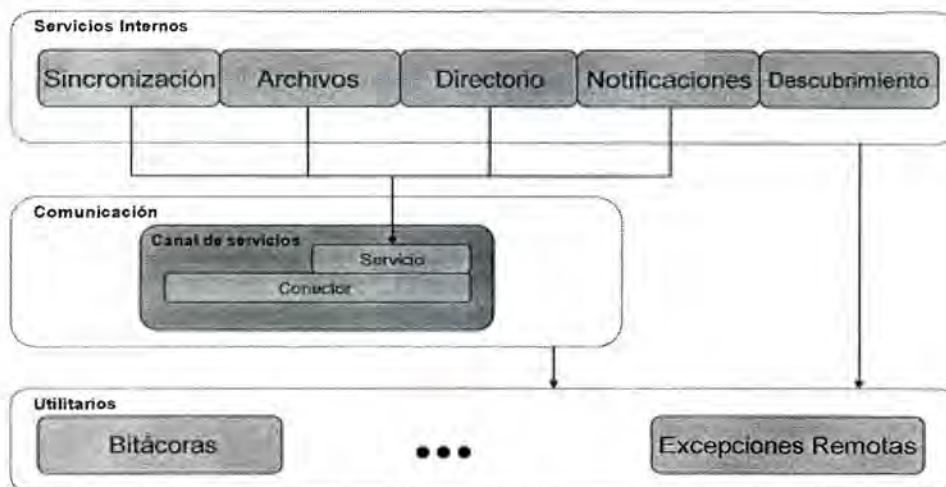 Servicios Internos
Sincronización Archivos Directorio Notificaciones Descubrimiento
Comunicación
Canal de servicios
Servicio
Conector
Utilitarios
Bitácoras ... Excepciones Remotas